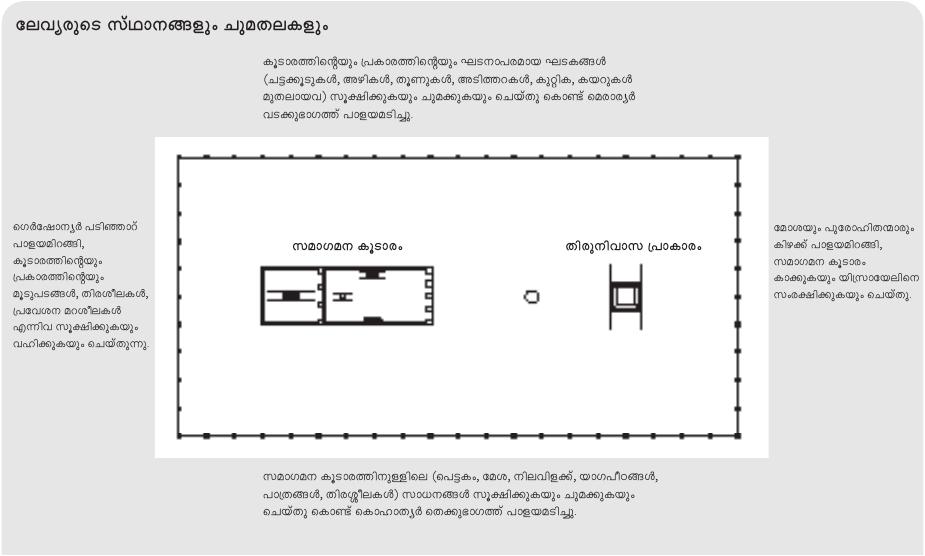 ലേവ്യരുടെ സ്ഥാനങ്ങളും ചുമതലകളും
കൂടാരത്തിന്റെയും പ്രകാരത്തിന്റെയും ഘടനാപരമായ ഘടകങ്ങൾ
(ചട്ടക്കൂടുകൾ, അഴികൾ, തൂണുകൾ, അടിത്തറകൾ, കുറ്റിക, കയറുകൾ
മുതലായവ) സൂക്ഷിക്കുകയും ചുമക്കുകയും ചെയ്തു കൊണ്ട് മെരാര്യർ
വടക്കുഭാഗത്ത് പാളയമടിച്ചു.
ഗെർഷോന്യർ പടിഞ്ഞാറ്
പാളയമിറങ്ങി,
കൂടാരത്തിന്റെയും
പ്രകാരത്തിന്റെയും
മൂടുപടങ്ങൾ, തിരശീലകൾ,
പ്രവേശന മറശീലകൾ
എന്നിവ സൂക്ഷിക്കുകയും
വഹിക്കുകയും ചെയ്തുന്നു.
സമാഗമന കൂടാരം
തിരുനിവാസ പ്രാകാരം
മോശയും പുരോഹിതന്മാരും
കിഴക്ക് പാളയമിറങ്ങി,
സമാഗമന കൂടാരം
കാക്കുകയും യിസ്രായേലിനെ
സംരക്ഷിക്കുകയും ചെയ്തു.
സമാഗമന കൂടാരത്തിനുള്ളിലെ (പെട്ടകം, മേശ, നിലവിളക്ക്, യാഗപീഠങ്ങൾ,
പാത്രങ്ങൾ, തിരശ്ശീലകൾ) സാധനങ്ങൾ സൂക്ഷിക്കുകയും ചുമക്കുകയും
ചെയ്തു കൊണ്ട് കൊഹാത്യർ തെക്കുഭാഗത്ത് പാളയമടിച്ചു.